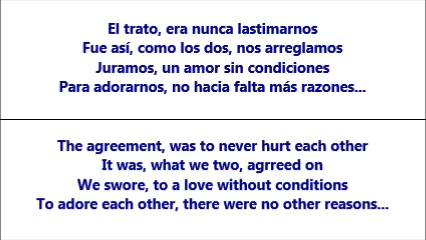 El trato, era nunca lastimarnos
Fue así, como los dos, nos arreglamos
Juramos, un amor sin condiciones
Para adorarnos, no hacia falta más razones...
The agreement, was to never hurt each other
It was, what we two, agrreed on
We swore, to a love without conditions
To adore each other, there were no other reasons...